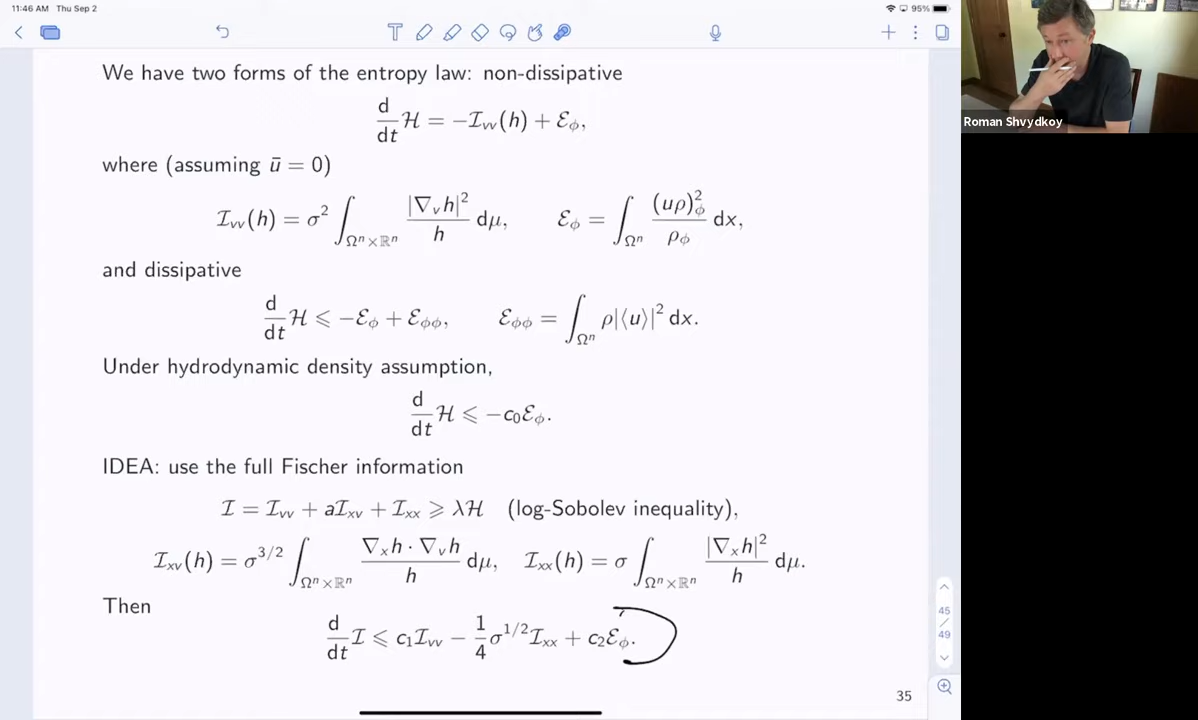 11:46 AM Thu Sep 2
95%
We have two forms of the entropy law: non-dissipative
d/dt ℋ = −ℐ_vv(h) + ℰ_ϕ,
where (assuming ū = 0)
ℐ_vv(h) = σ² ∫_{Ωⁿ×ℝⁿ} |∇_v h|²/h dμ, ℰ_ϕ = ∫_{Ωⁿ} (uρ)²_ϕ/ρ_ϕ dx,
and dissipative
d/dt ℋ ⩽ −ℰ_ϕ + ℰ_ϕϕ, ℰ_ϕϕ = ∫_{Ωⁿ} ρ|⟨u⟩|² dx.
Under hydrodynamic density assumption,
d/dt ℋ ⩽ −c₀ℰ_ϕ.
IDEA: use the full Fischer information
ℐ = ℐ_vv + aℐ_xv + ℐ_xx ⩾ λℋ (log-Sobolev inequality),
ℐ_xv(h) = σ^{3/2} ∫_{Ωⁿ×ℝⁿ} ∇_x h · ∇_v h/h dμ, ℐ_xx(h) = σ ∫_{Ωⁿ×ℝⁿ} |∇_x h|²/h dμ.
Then
d/dt ℐ ⩽ c₁ℐ_vv − 1/4 σ^{1/2}ℐ_xx + c₂ℰ_ϕ.
35
45
/
49
Roman Shvydkoy